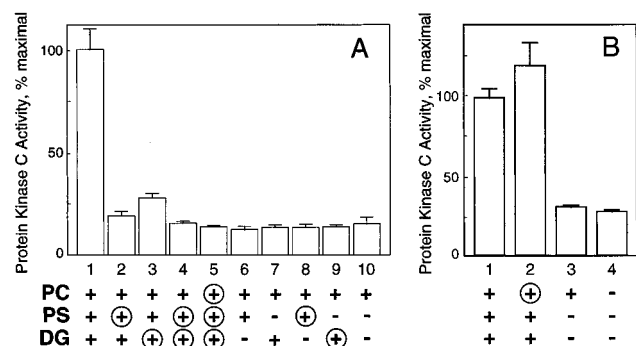 Protein Kinase C Activity, % maximal
A
100
50
0
1 2 3 4 5 6 7 8 9 10
Protein Kinase C Activity, % maximal
B
100
50
0
1 2 3 4
PC + + + + ⊕ + + + + + + ⊕ + -
PS + ⊕ + ⊕ ⊕ + - ⊕ - - + + - -
DG + + ⊕ ⊕ ⊕ - + - ⊕ - + + - -